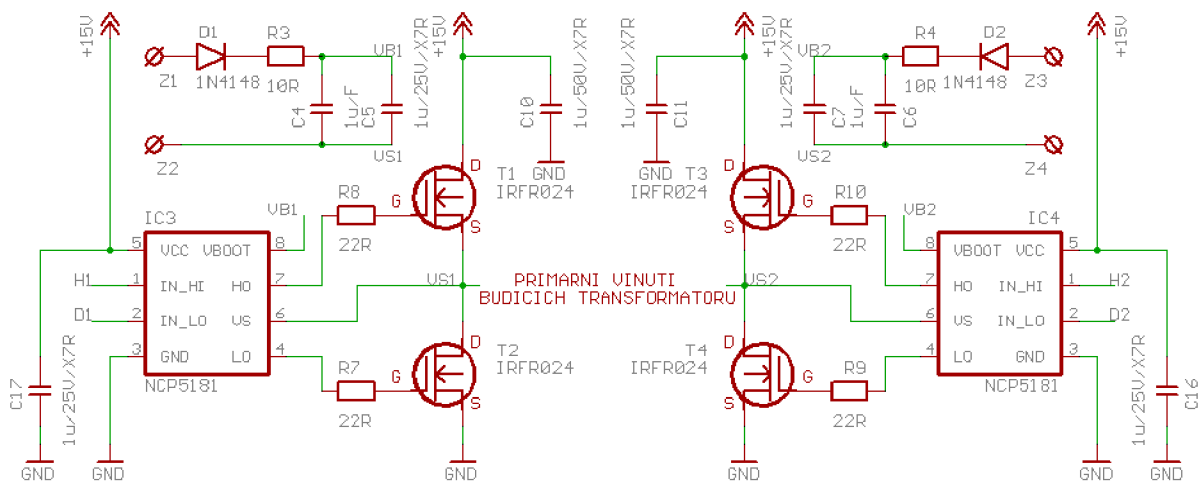 +15V
D1
R3
VB1
Z1
1N4148
10R
C4
1u/F
C5
1u/25V/X7R
Z2
VS1
+15V
C10
1u/50V/X7R
GND
1u/50V/X7R
C11
GND
+15V
VB2
R4
D2
10R
1N4148
Z3
1u/25V/X7R
C7
1u/F
C6
VS2
Z4
+15V
T1
IRFR024
D
G
S
T3
IRFR024
D
G
S
R8
22R
R10
22R
VB1
VB2
IC3
5 VCC VBOOT 8
H1 1 IN_HI HO 7
D1 2 IN_LO VS 6
3 GND LO 4
NCP5181
IC4
8 VBOOT VCC 5
7 HO IN_HI 1 H2
6 VS IN_LO 2 D2
4 LO GND 3
NCP5181
VS1
PRIMARNI VINUTI
BUDICICH TRANSFORMATORU
VS2
T2
IRFR024
D
G
S
T4
IRFR024
D
G
S
R7
22R
R9
22R
C17
1u/25V/X7R
1u/25V/X7R
C16
GND
GND
GND
GND
GND
GND